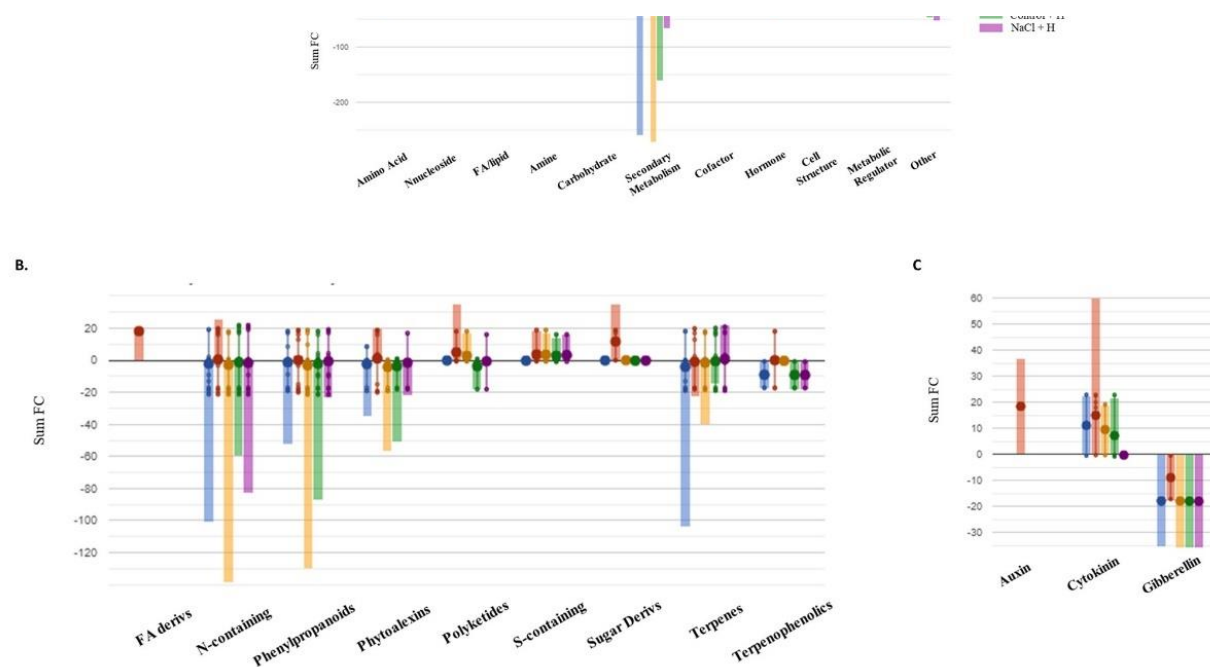 Control + H
NaCl + H
Sum FC
-100
-200
Amino Acid
Nnucleoside
FA/lipid
Amine
Carbohydrate
Secondary
Metabolism
Cofactor
Hormone
Cell
Structure
Metabolic
Regulator
Other
B.
Sum FC
20
0
-20
-40
-60
-80
-100
-120
FA derivs
N-containing
Phenylpropanoids
Phytoalexins
Polyketides
S-containing
Sugar Derivs
Terpenes
Terpenophenolics
C
Sum FC
60
50
40
30
20
10
0
-10
-20
-30
Auxin
Cytokinin
Gibberellin